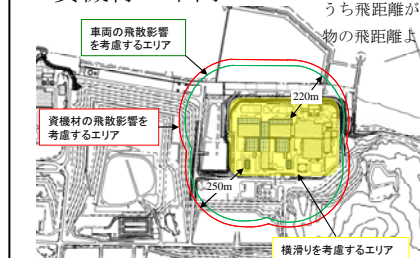 うち飛距離が
物の飛距離よ
車両の飛散影響
を考慮するエリア
220m
資機材の飛散影響を
考慮するエリア
250m
横滑りを考慮するエリア